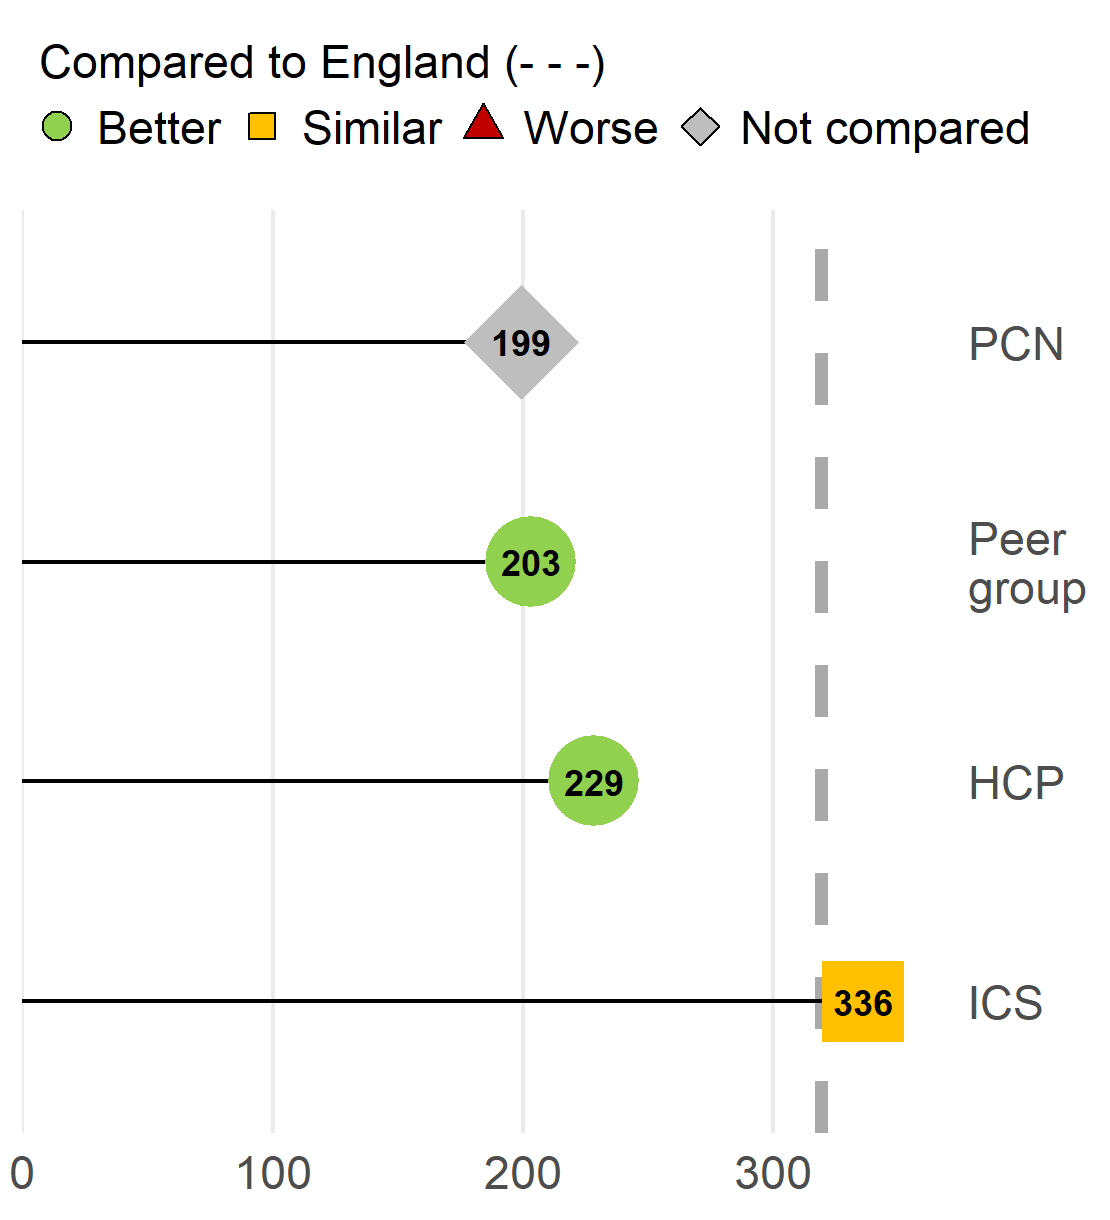 Compared to England (- - -)
Better Similar Worse Not compared
199 PCN
203 Peer
group
229 HCP
336 ICS
0 100 200 300